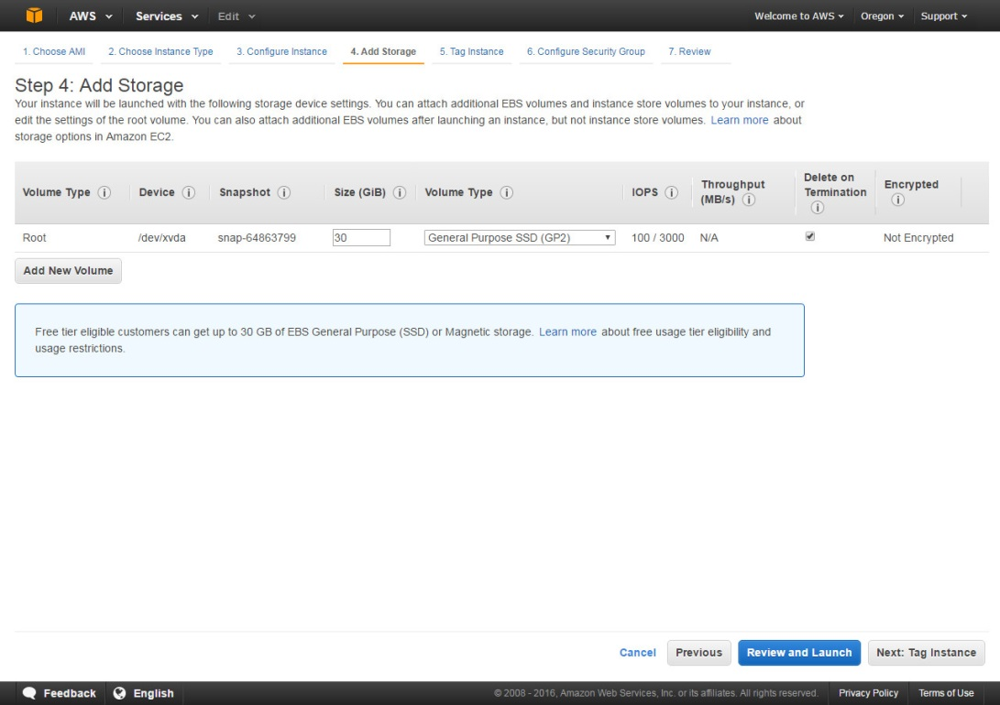 AWS Services Edit Welcome to AWS Oregon Support
1. Choose AMI 2. Choose Instance Type 3. Configure Instance 4. Add Storage 5. Tag Instance 6. Configure Security Group 7. Review
Step 4: Add Storage
Your instance will be launched with the following storage device settings. You can attach additional EBS volumes and instance store volumes to your instance, or
edit the settings of the root volume. You can also attach additional EBS volumes after launching an instance, but not instance store volumes. Learn more about
storage options in Amazon EC2.
Volume Type i Device i Snapshot i Size (GiB) i Volume Type i IOPS i Throughput (MB/s) i Delete on Termination i Encrypted i
Root /dev/xvda snap-64863799 30 General Purpose SSD (GP2) 100 / 3000 N/A Not Encrypted
Add New Volume
Free tier eligible customers can get up to 30 GB of EBS General Purpose (SSD) or Magnetic storage. Learn more about free usage tier eligibility and
usage restrictions.
Cancel Previous Review and Launch Next: Tag Instance
Feedback English © 2008 - 2016, Amazon Web Services, Inc. or its affiliates. All rights reserved. Privacy Policy Terms of Use